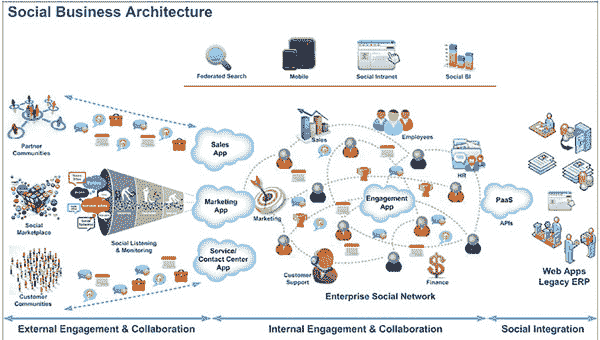 Social Business Architecture
Federated Search
Mobile
Social Intranet
Social BI
Partner
Communities
Sales
App
Sales
Employees
HR
Social
Marketplace
Social Listening
& Monitoring
Marketing
App
Marketing
Engagement
App
PaaS
APIs
Customer
Communities
Service/
Contact Center
App
Customer
Support
Finance
Enterprise Social Network
Web Apps
Legacy ERP
External Engagement & Collaboration
Internal Engagement & Collaboration
Social Integration